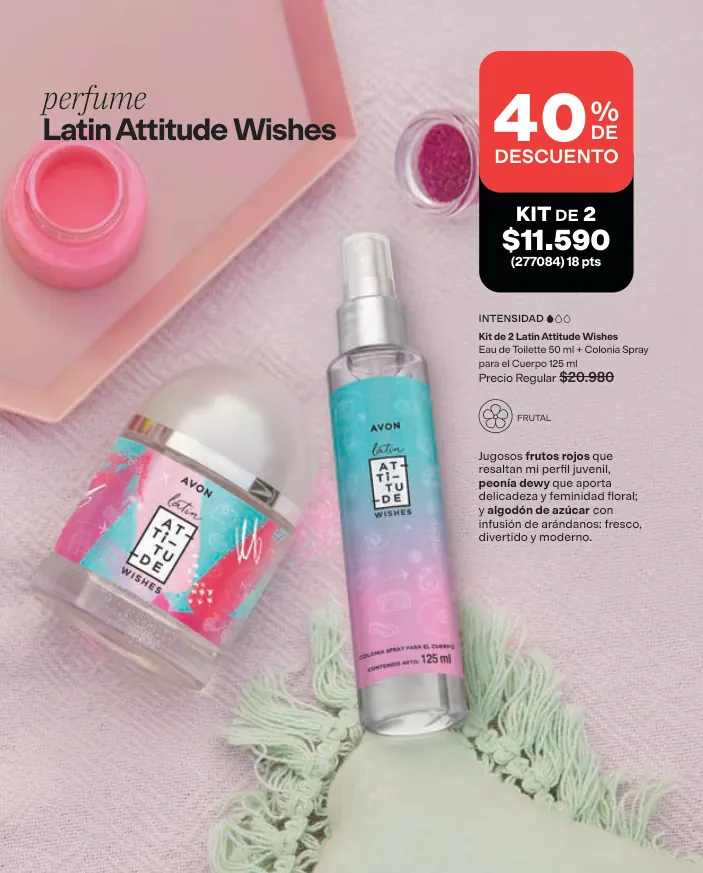 perfume
Latin Attitude Wishes
40%
DE
DESCUENTO
KIT DE 2
$11.590
(277084) 18 pts
INTENSIDAD
Kit de 2 Latin Attitude Wishes
Eau de Toilette 50 ml + Colonia Spray
para el Cuerpo 125 ml
Precio Regular $20.980
FRUTAL
Jugosos frutos rojos que
resaltan mi perfil juvenil,
peonía dewy que aporta
delicadeza y feminidad floral;
y algodón de azúcar con
infusión de arándanos: fresco,
divertido y moderno.
AVON
latin
AT-
TI-
TU
-DE
WISHES
AVON
latin
AT-
TI-
TU
-DE
WISHES
COLONIA SPRAY PARA EL CUERPO
CONTENIDO NETO: 125 ml